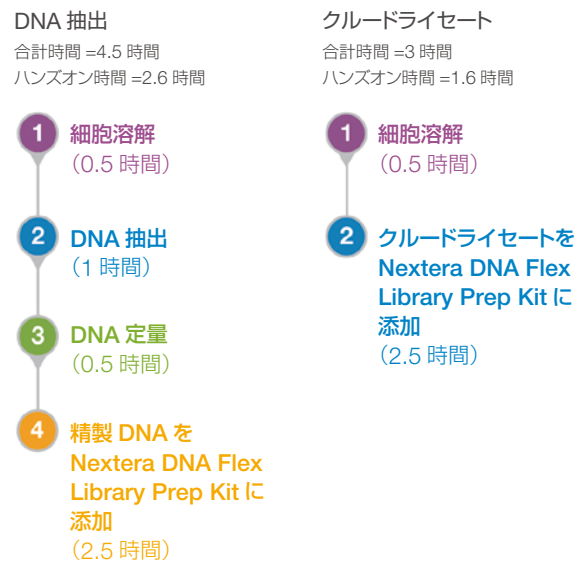 DNA 抽出
合計時間 =4.5 時間
ハンズオン時間 =2.6 時間
1 細胞溶解
（0.5 時間）
2 DNA 抽出
（1 時間）
3 DNA 定量
（0.5 時間）
4 精製 DNA を
Nextera DNA Flex
Library Prep Kit に
添加
（2.5 時間）
クルードライセート
合計時間 =3 時間
ハンズオン時間 =1.6 時間
1 細胞溶解
（0.5 時間）
2 クルードライセートを
Nextera DNA Flex
Library Prep Kit に
添加
（2.5 時間）